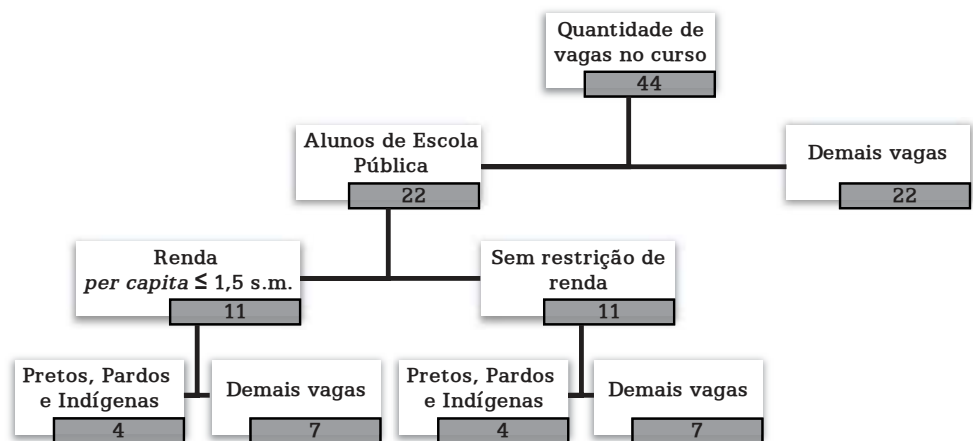 Quantidade de
vagas no curso
44
Alunos de Escola
Pública
22
Demais vagas
22
Renda
per capita ≤ 1,5 s.m.
11
Sem restrição de
renda
11
Pretos, Pardos
e Indígenas
4
Demais vagas
7
Pretos, Pardos
e Indígenas
4
Demais vagas
7